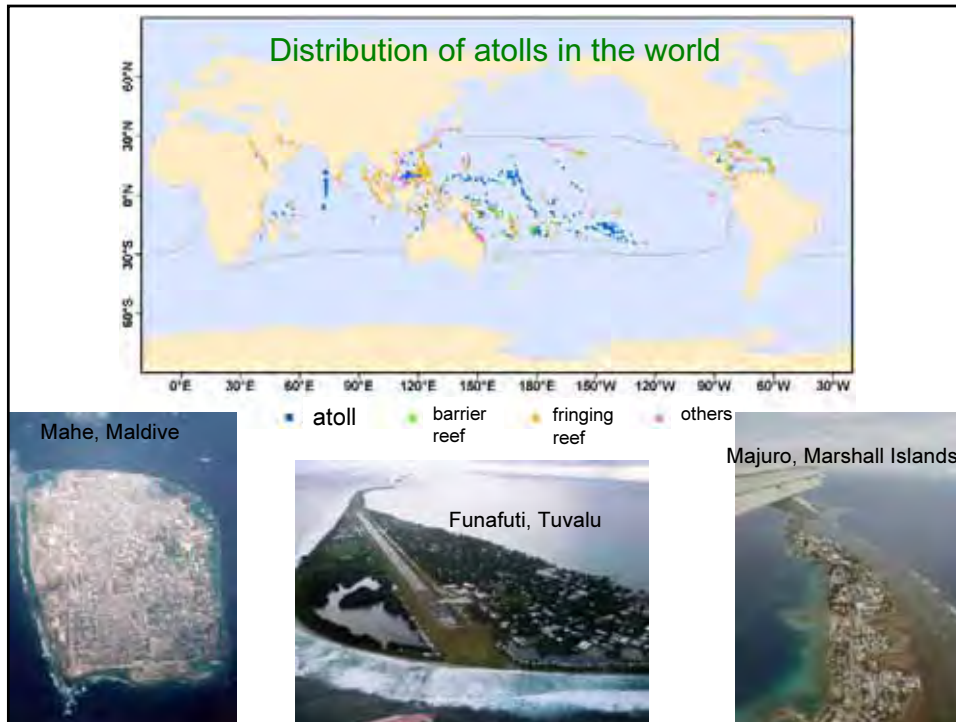 Distribution of atolls in the world
60°N
30°N
0°N
30°S
60°S
0°E 30°E 60°E 90°E 120°E 150°E 180°E 150°W 120°W 90°W 60°W 30°W
atoll
barrier
reef
fringing
reef
others
Mahe, Maldive
Funafuti, Tuvalu
Majuro, Marshall Islands